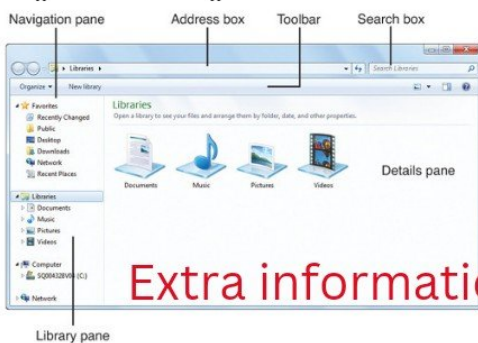 Navigation pane
Address box
Toolbar
Search box
Libraries
Search Libraries
Organize
New library
Favorites
Recently Changed
Public
Desktop
Downloads
Network
Recent Places
Libraries
Documents
Music
Pictures
Videos
Computer
Network
Libraries
Open a library to see your files and arrange them by folder, date, and other properties.
Documents
Music
Pictures
Videos
Details pane
Extra informatio
Library pane